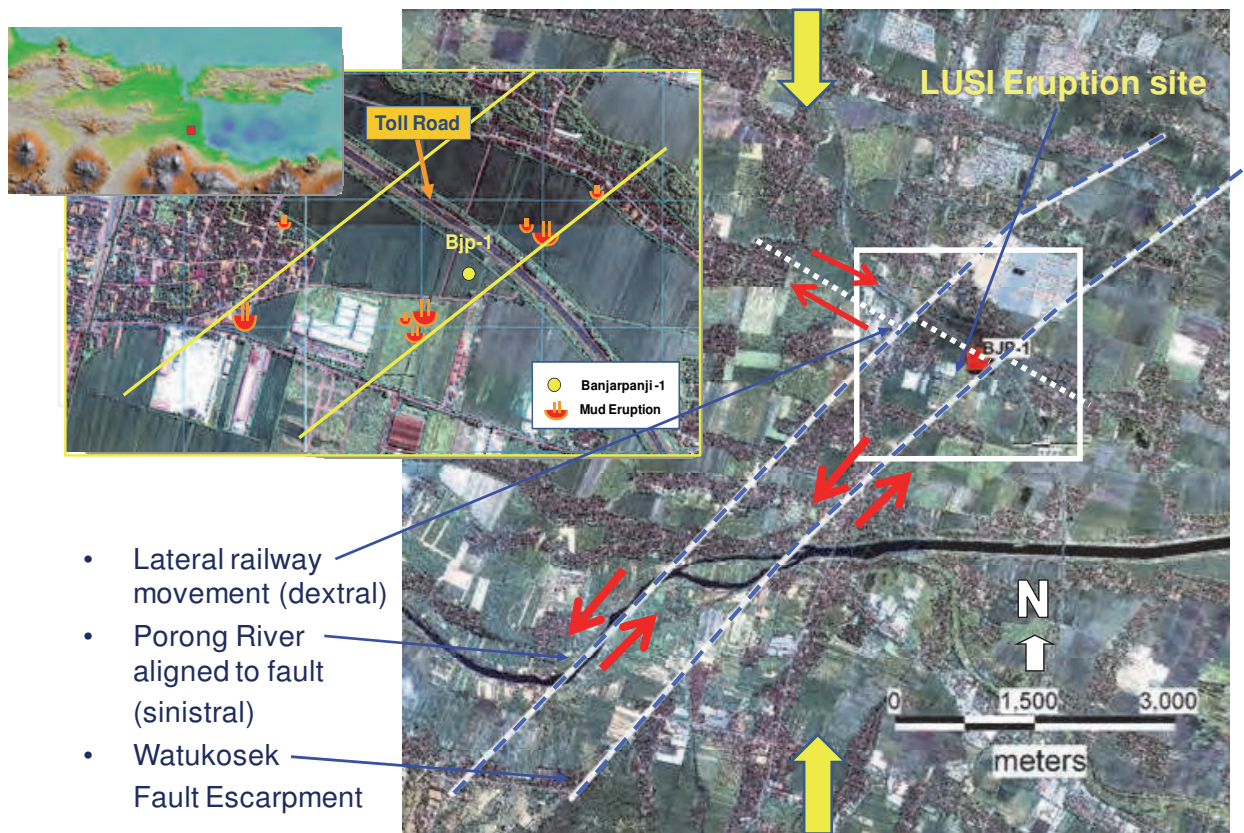 LUSI Eruption site
Toll Road
Bjp-1
Banjarpanji-1
Mud Eruption
BJP-1
• Lateral railway
movement (dextral)
• Porong River
aligned to fault
(sinistral)
• Watukosek
Fault Escarpment
N
0 1.500 3.000
meters